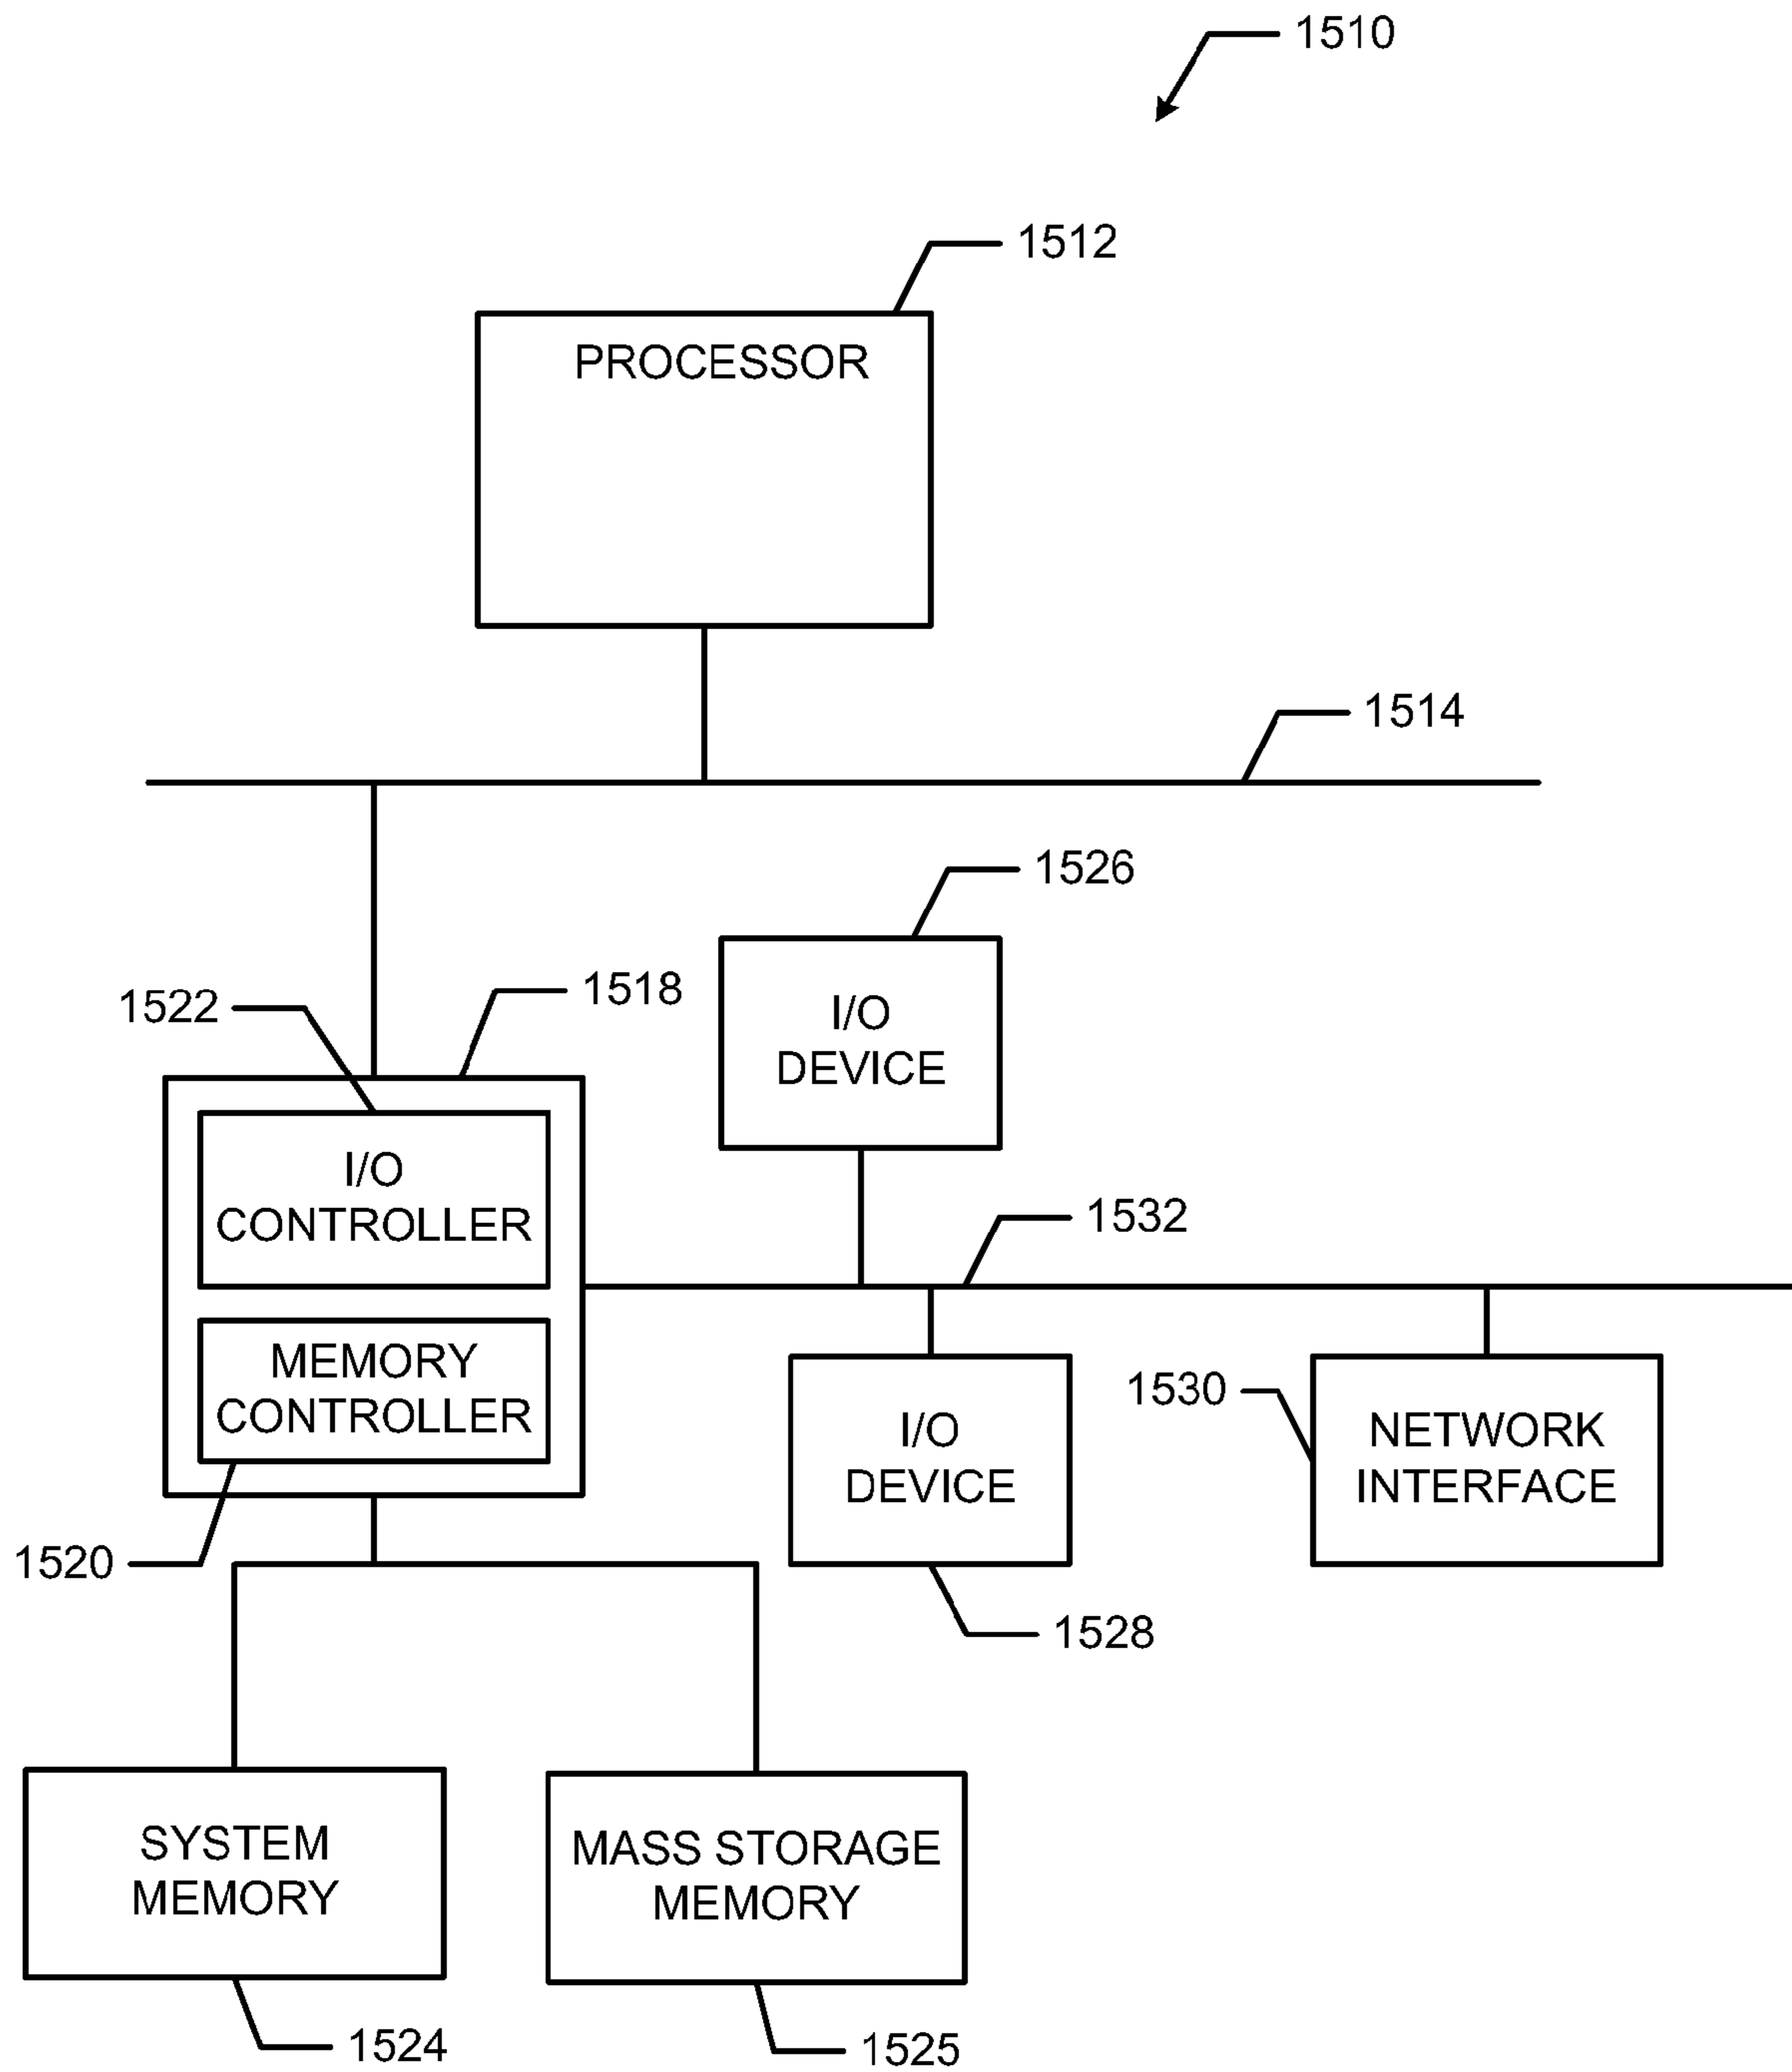 1510
1512
PROCESSOR
1514
1526
1522
1518
I/O
DEVICE
I/O
CONTROLLER
1532
MEMORY
CONTROLLER
1530
I/O
DEVICE
NETWORK
INTERFACE
1520
1528
SYSTEM
MEMORY
MASS STORAGE
MEMORY
1524
1525